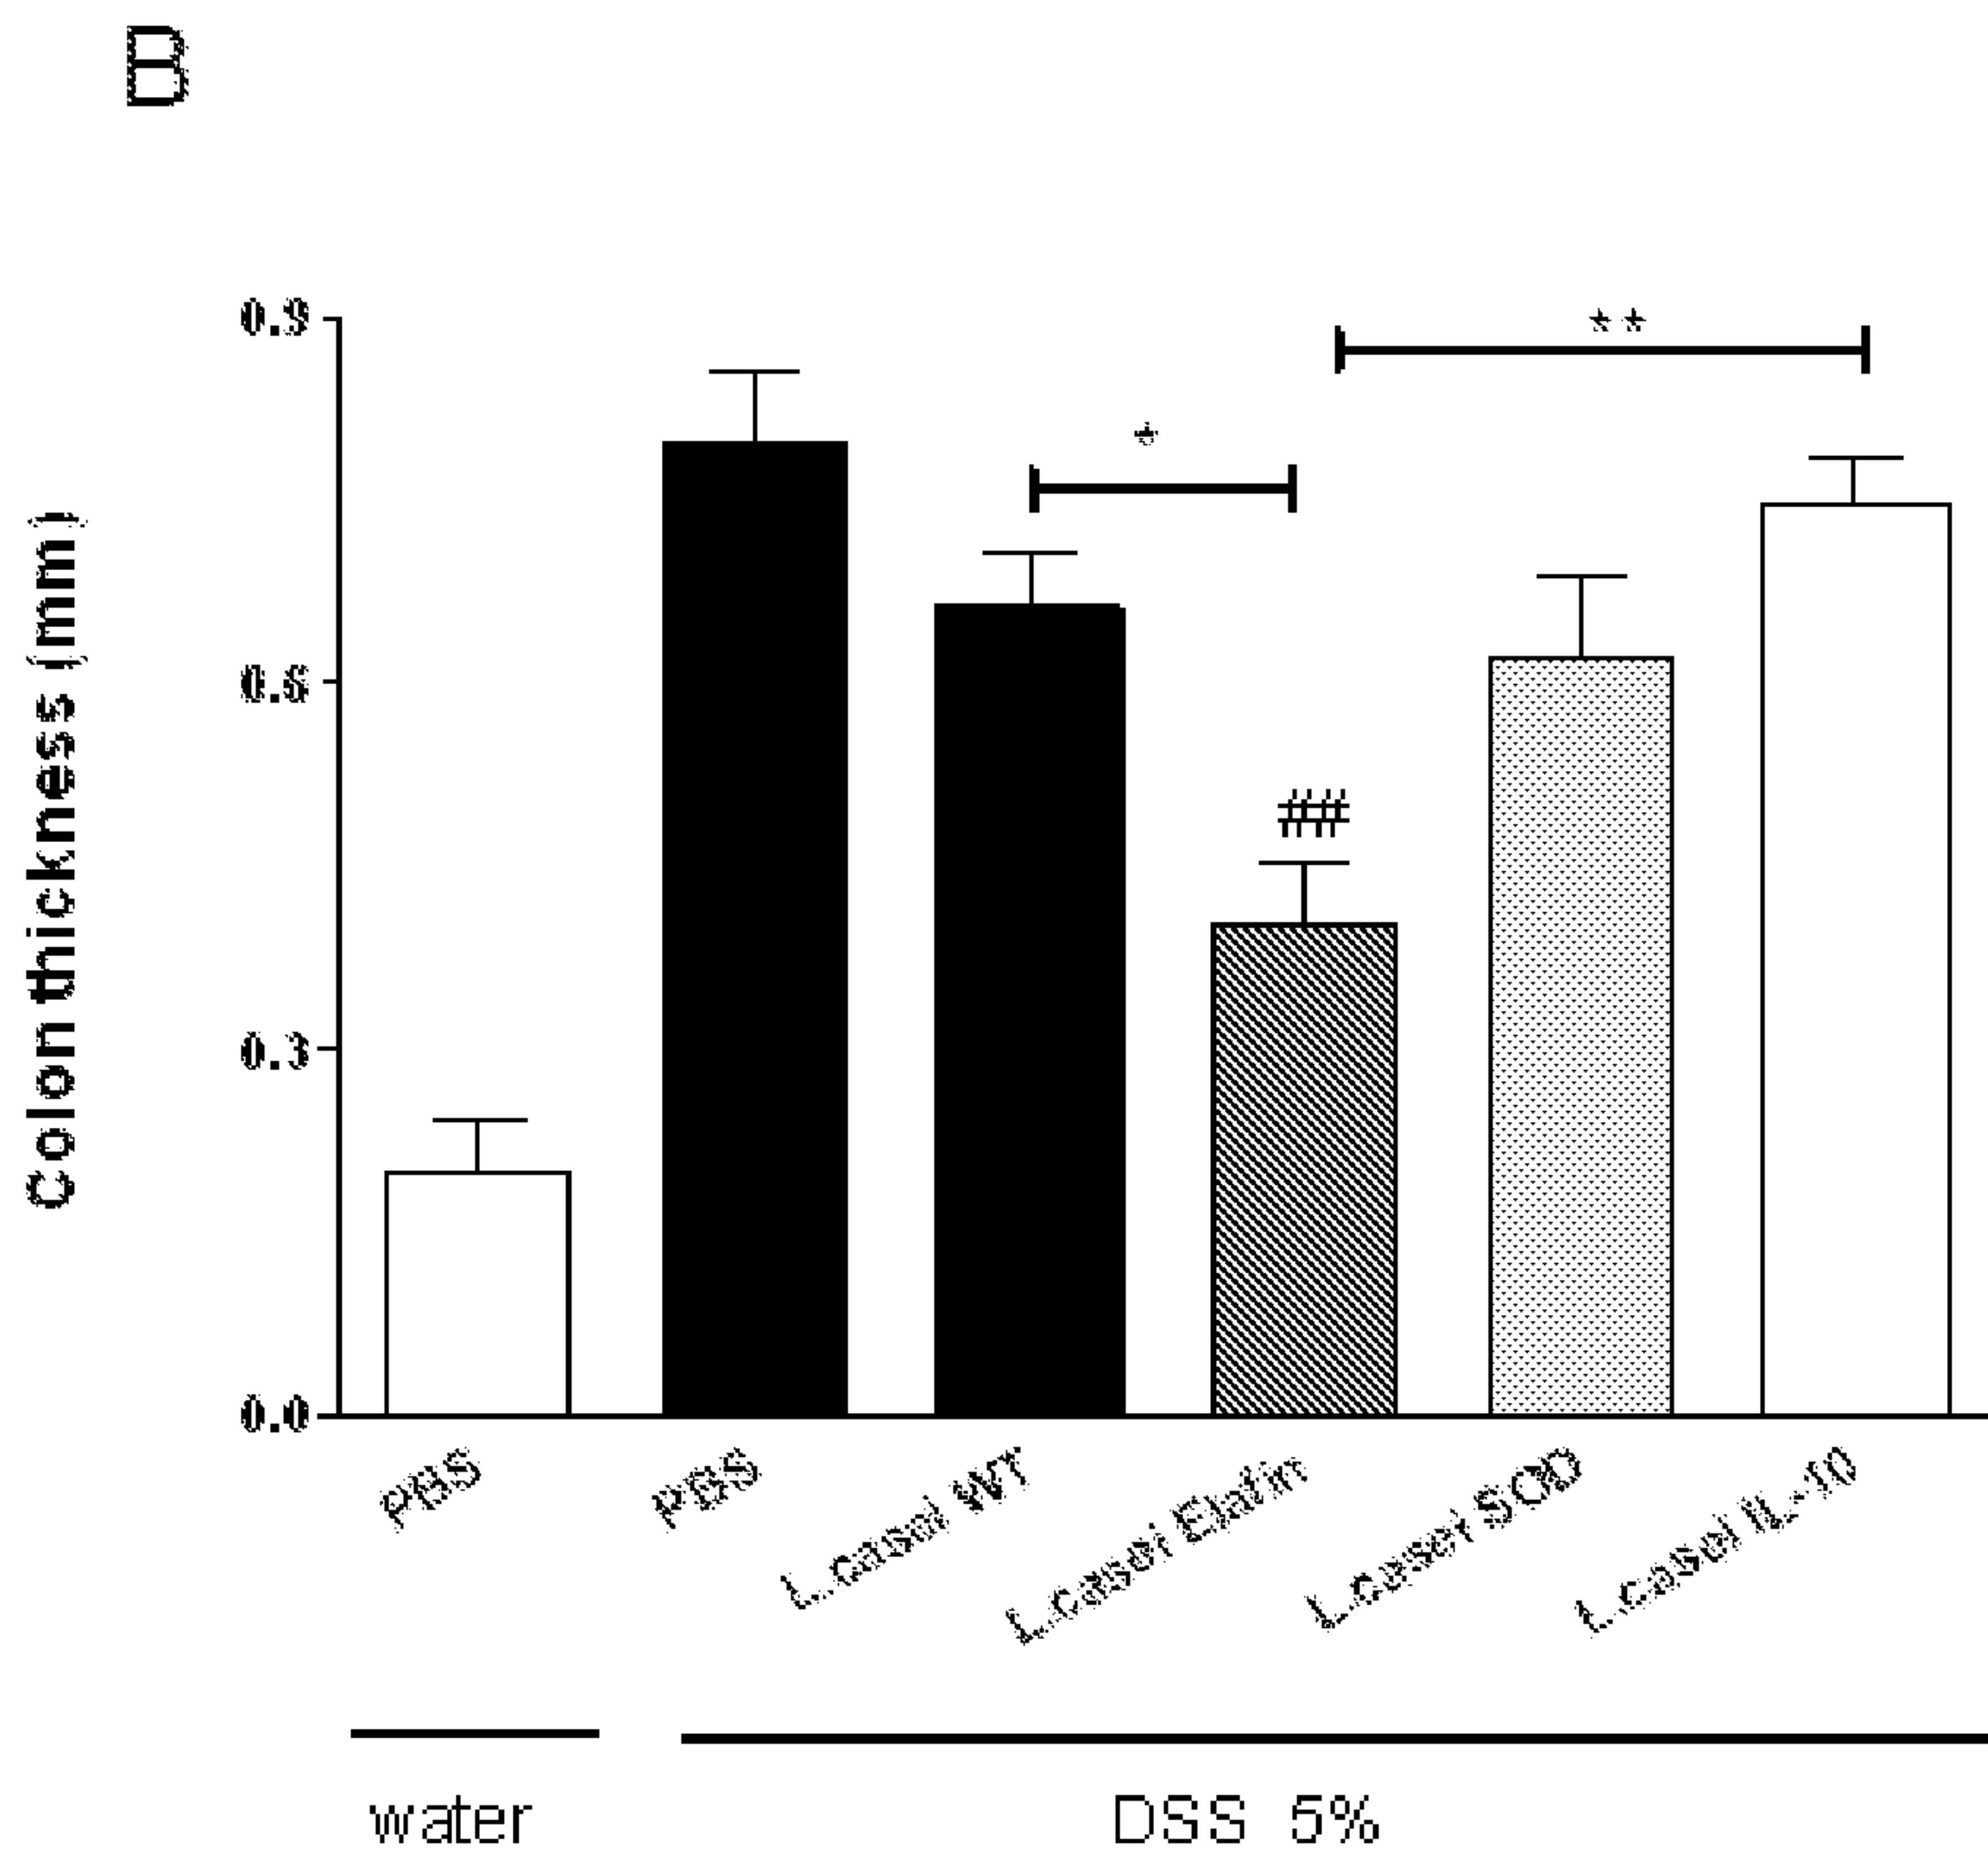 B
Colon thickness (mm)
0.9
0.6
0.3
0.0
*
**
##
PBS
PBS
L.casei WT
L.casei Elafin
L.casei SOD
L.casei IL-10
water
DSS 5%